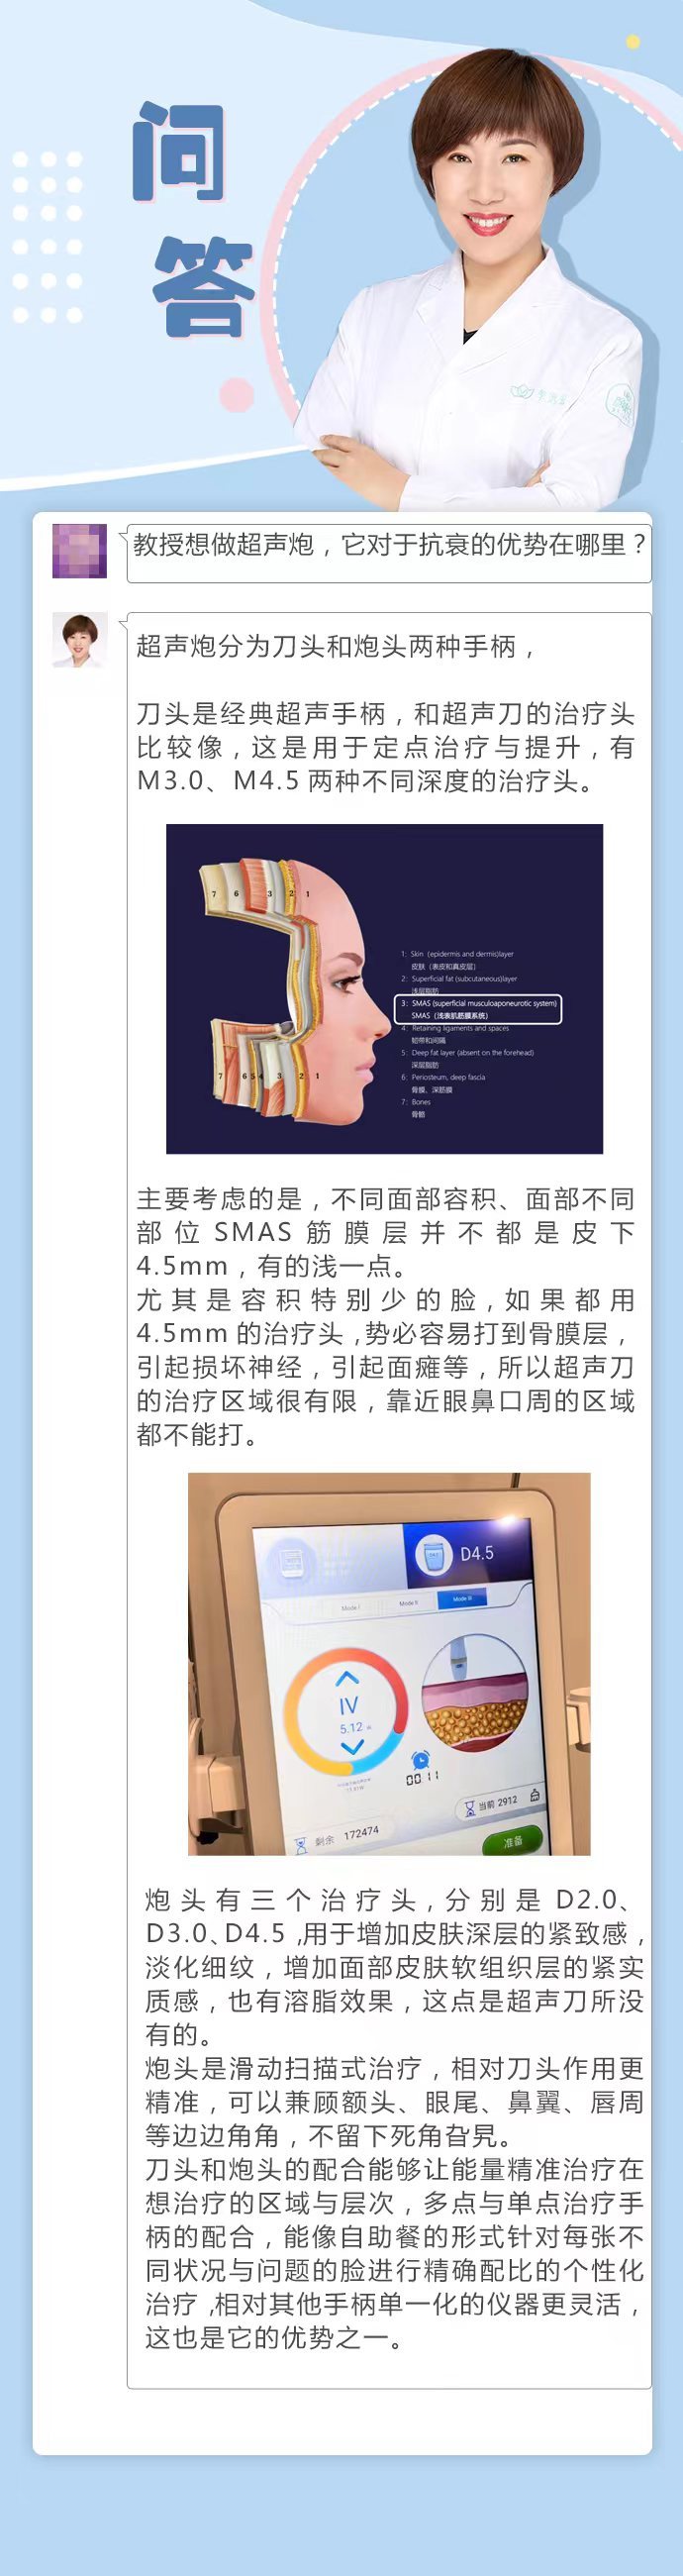 问
答
教授想做超声炮，它对于抗衰的优势在哪里？
超声炮分为刀头和炮头两种手柄，
刀头是经典超声手柄，和超声刀的治疗头
比较像，这是用于定点治疗与提升，有
M3.0、M4.5 两种不同深度的治疗头。
7 6 3 2 1
1: Skin (epidermis and dermis)layer
皮肤（表皮和真皮层）
2: Superficial fat (subcutaneous)layer
浅层脂肪
3: SMAS (superficial musculoaponeurotic system)
SMAS（浅表肌筋膜系统）
4: Retaining ligaments and spaces
韧带和间隔
5: Deep fat layer (absent on the forehead)
深层脂肪
6: Periosteum, deep fascia
骨膜，深筋膜
7: Bones
骨骼
7 6 5 4 3 2 1
主要考虑的是，不同面部容积、面部不同
部位SMAS筋膜层并不都是皮下
4.5mm，有的浅一点。
尤其是容积特别少的脸，如果都用
4.5mm 的治疗头，势必容易打到骨膜层，
引起损坏神经，引起面瘫等，所以超声刀
的治疗区域很有限，靠近眼鼻口周的区域
都不能打。
D4.5
Mode I Mode II Mode III
IV
5.12
00:11
当前 2912
剩余 172474
准备
炮头有三个治疗头，分别是 D2.0、
D3.0、D4.5，用于增加皮肤深层的紧致感，
淡化细纹，增加面部皮肤软组织层的紧实
质感，也有溶脂效果，这点是超声刀所没
有的。
炮头是滑动扫描式治疗，相对刀头作用更
精准，可以兼顾额头、眼尾、鼻翼、唇周
等边边角角，不留下死角旮旯。
刀头和炮头的配合能够让能量精准治疗在
想治疗的区域与层次，多点与单点治疗手
柄的配合，能像自助餐的形式针对每张不
同状况与问题的脸进行精确配比的个性化
治疗，相对其他手柄单一化的仪器更灵活，
这也是它的优势之一。